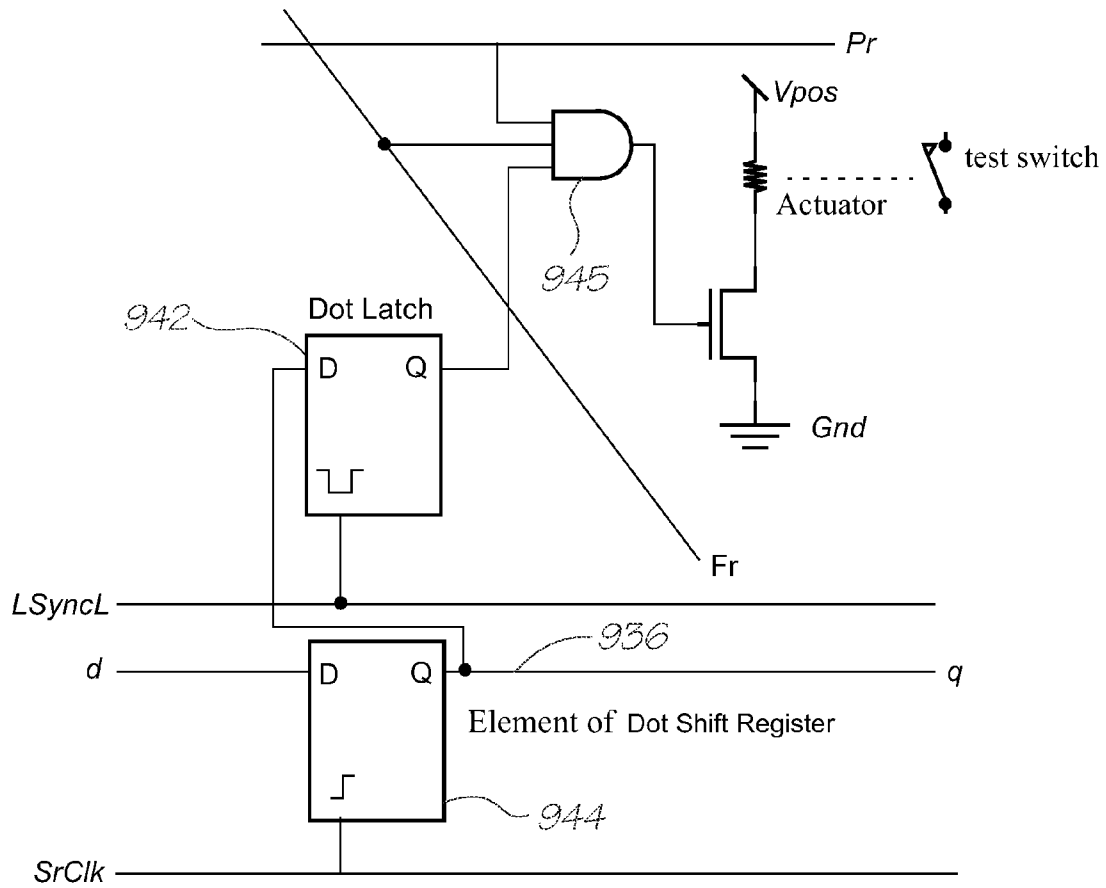 Pr
Vpos
test switch
Actuator
945
942
Dot Latch
D Q
Gnd
Fr
LSyncL
936
d
D Q
q
Element of Dot Shift Register
944
SrClk